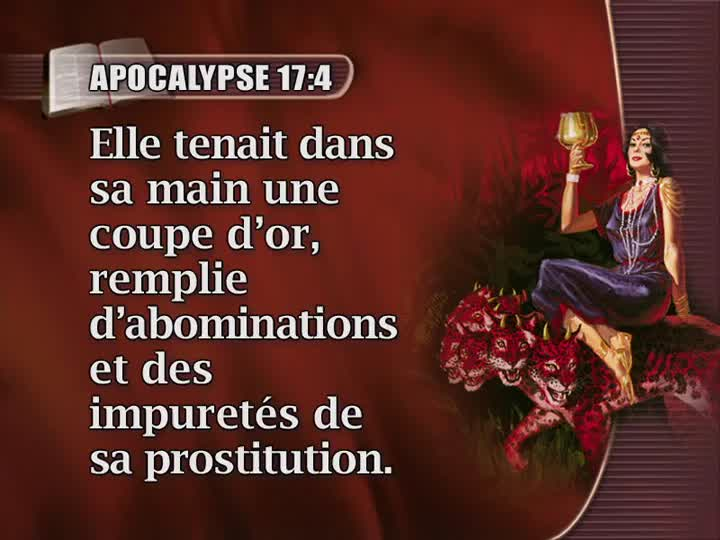 APOCALYPSE 17:4
Elle tenait dans
sa main une
coupe d’or,
remplie
d’abominations
et des
impuretés de
sa prostitution.